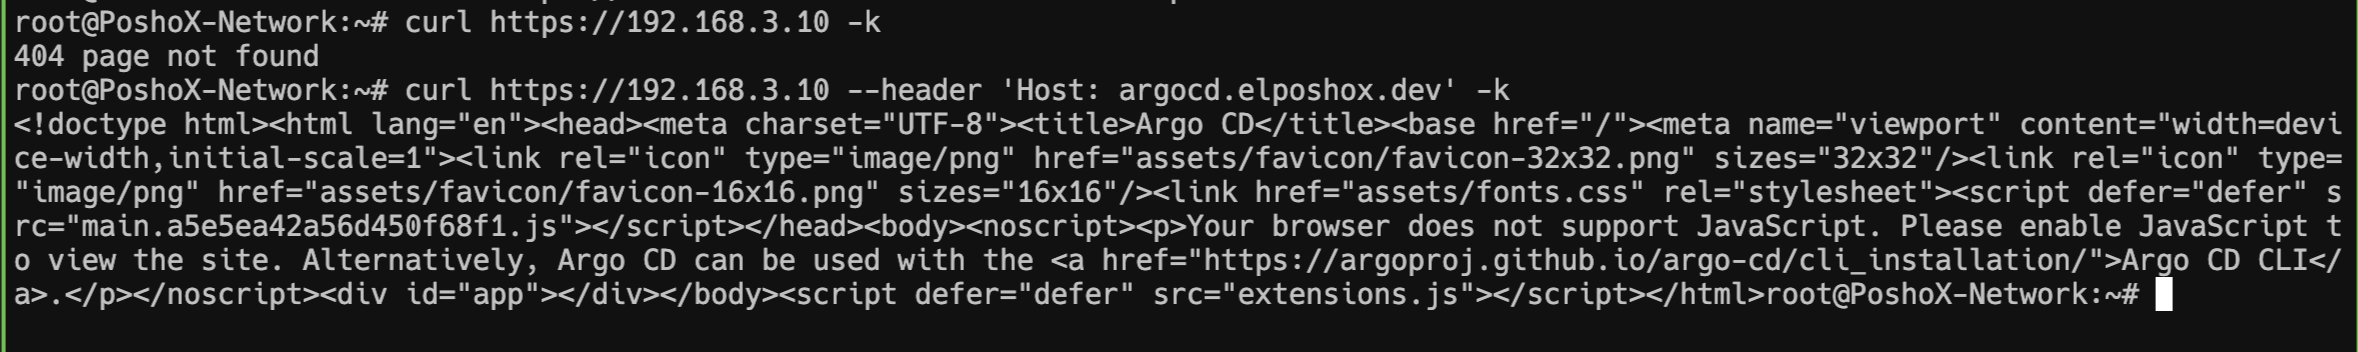 root@PoshoX-Network:~# curl https://192.168.3.10 -k
404 page not found
root@PoshoX-Network:~# curl https://192.168.3.10 --header 'Host: argocd.elposhox.dev' -k
<!doctype html><html lang="en"><head><meta charset="UTF-8"><title>Argo CD</title><base href="/"><meta name="viewport" content="width=devi
ce-width,initial-scale=1"><link rel="icon" type="image/png" href="assets/favicon/favicon-32x32.png" sizes="32x32"/><link rel="icon" type=
"image/png" href="assets/favicon/favicon-16x16.png" sizes="16x16"/><link href="assets/fonts.css" rel="stylesheet"><script defer="defer" s
rc="main.a5e5ea42a56d450f68f1.js"></script></head><body><noscript><p>Your browser does not support JavaScript. Please enable JavaScript t
o view the site. Alternatively, Argo CD can be used with the <a href="https://argoproj.github.io/argo-cd/cli_installation/">Argo CD CLI</
a>.</p></noscript><div id="app"></div></body><script defer="defer" src="extensions.js"></script></html>root@PoshoX-Network:~#